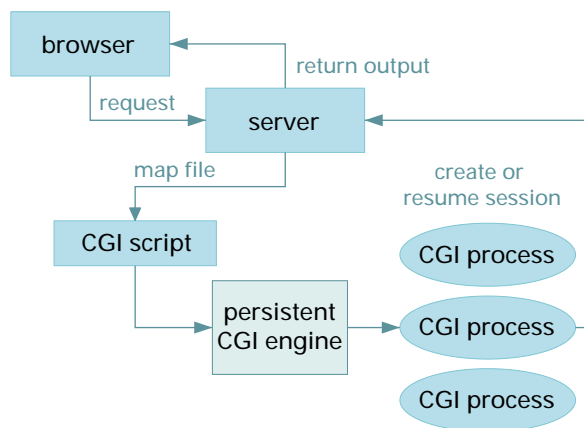 browser
return output
request
server
map file
create or
resume session
CGI script
CGI process
persistent
CGI engine
CGI process
CGI process